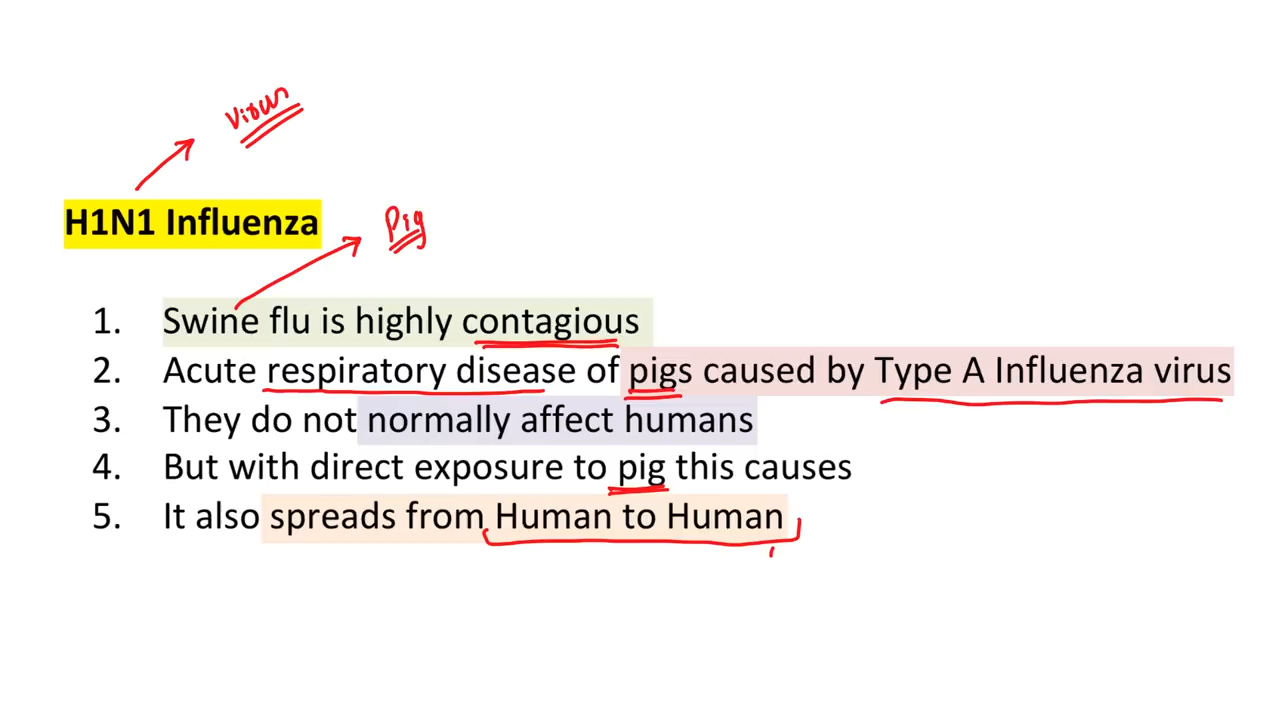 Virus
H1N1 Influenza
Pig
1. Swine flu is highly contagious
2. Acute respiratory disease of pigs caused by Type A Influenza virus
3. They do not normally affect humans
4. But with direct exposure to pig this causes
5. It also spreads from Human to Human